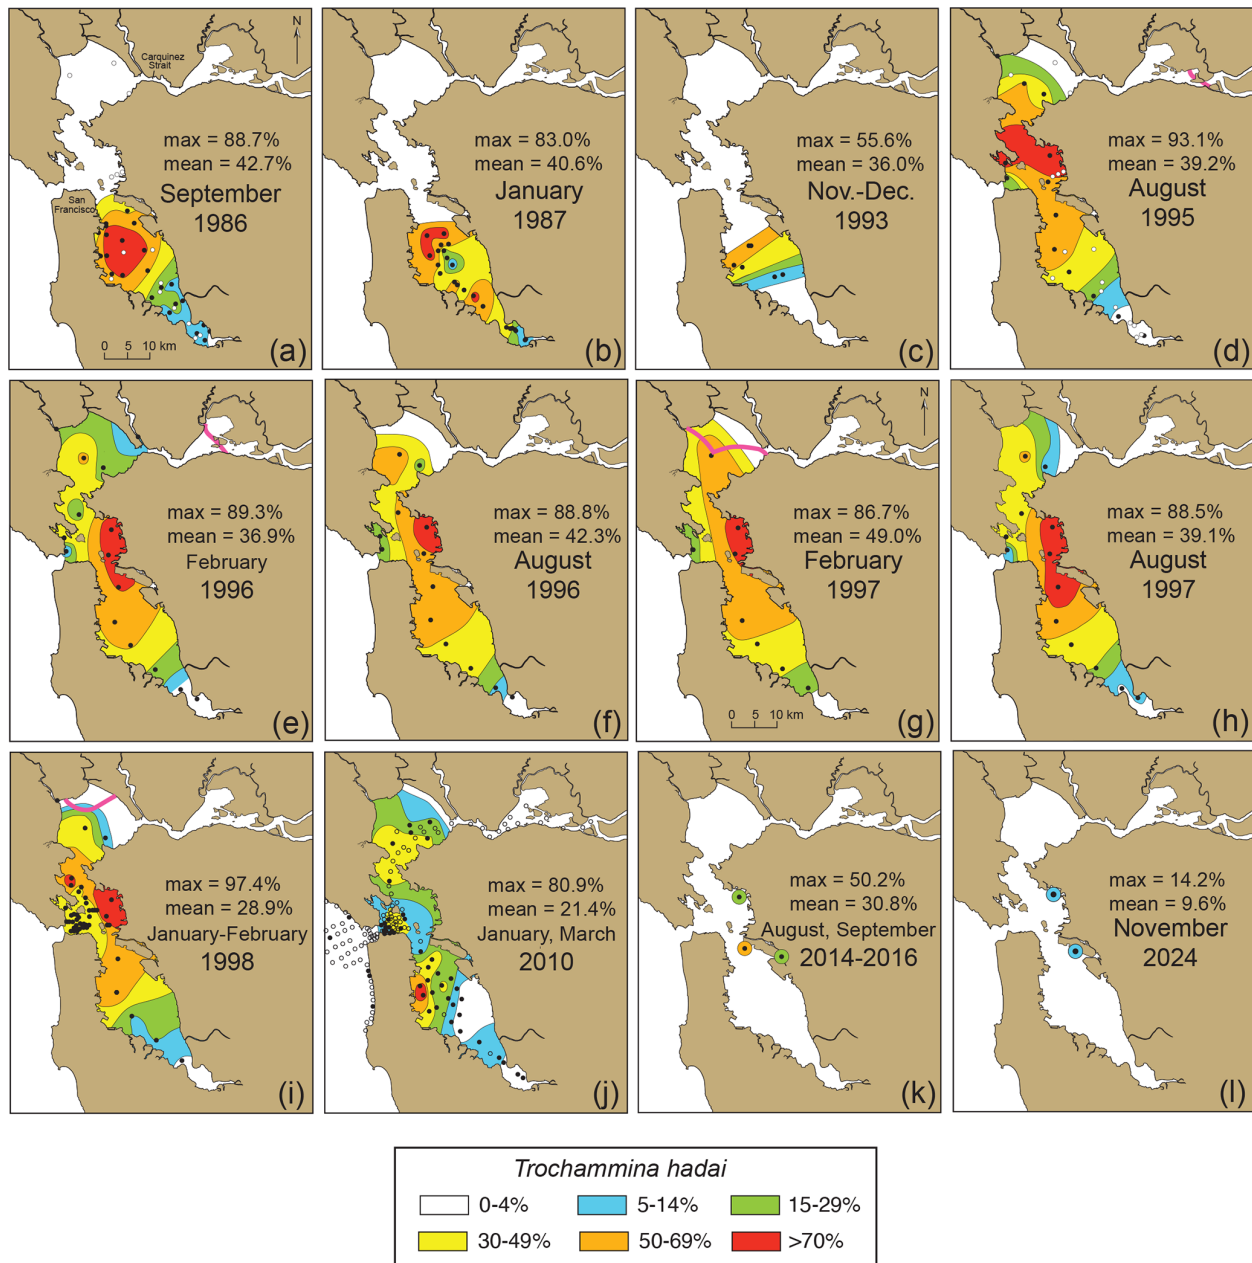 N
Carquinez
Strait
max = 88.7%
mean = 42.7%
September
1986
San
Francisco
0 5 10 km
(a)
max = 83.0%
mean = 40.6%
January
1987
(b)
max = 55.6%
mean = 36.0%
Nov.-Dec.
1993
(c)
max = 93.1%
mean = 39.2%
August
1995
(d)
max = 89.3%
mean = 36.9%
February
1996
(e)
max = 88.8%
mean = 42.3%
August
1996
(f)
N
max = 86.7%
mean = 49.0%
February
1997
0 5 10 km
(g)
max = 88.5%
mean = 39.1%
August
1997
(h)
max = 97.4%
mean = 28.9%
January-February
1998
(i)
max = 80.9%
mean = 21.4%
January, March
2010
(j)
max = 50.2%
mean = 30.8%
August, September
2014-2016
(k)
max = 14.2%
mean = 9.6%
November
2024
(l)
Trochammina hadai
0-4% 5-14% 15-29%
30-49% 50-69% >70%